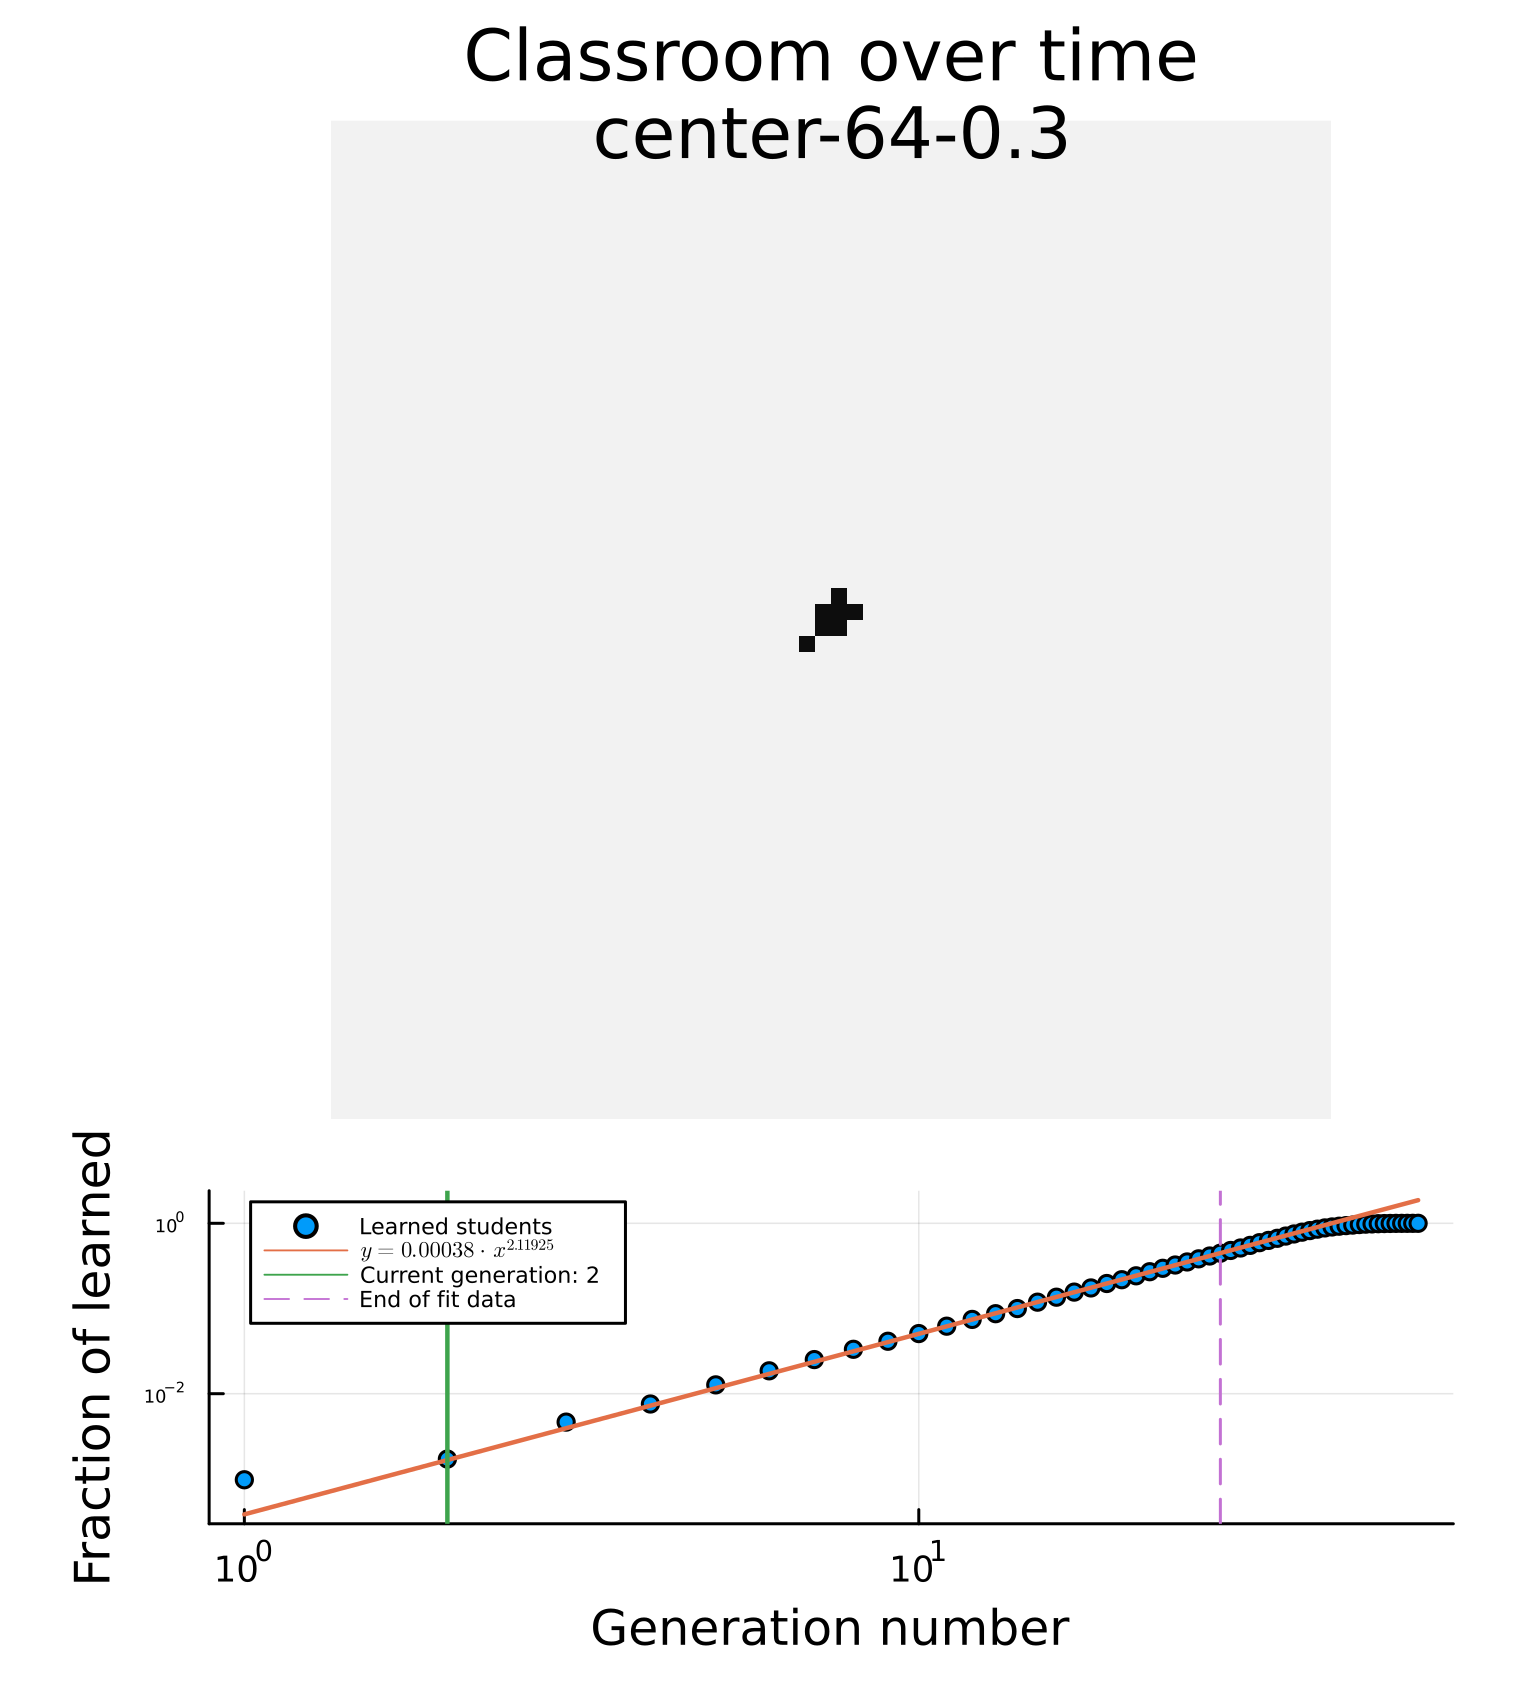 Classroom over time
center-64-0.3
Fraction of learned
10^0
10^−2
Learned students
y = 0.00038 · x^2.11925
Current generation: 2
End of fit data
10^0
10^1
Generation number